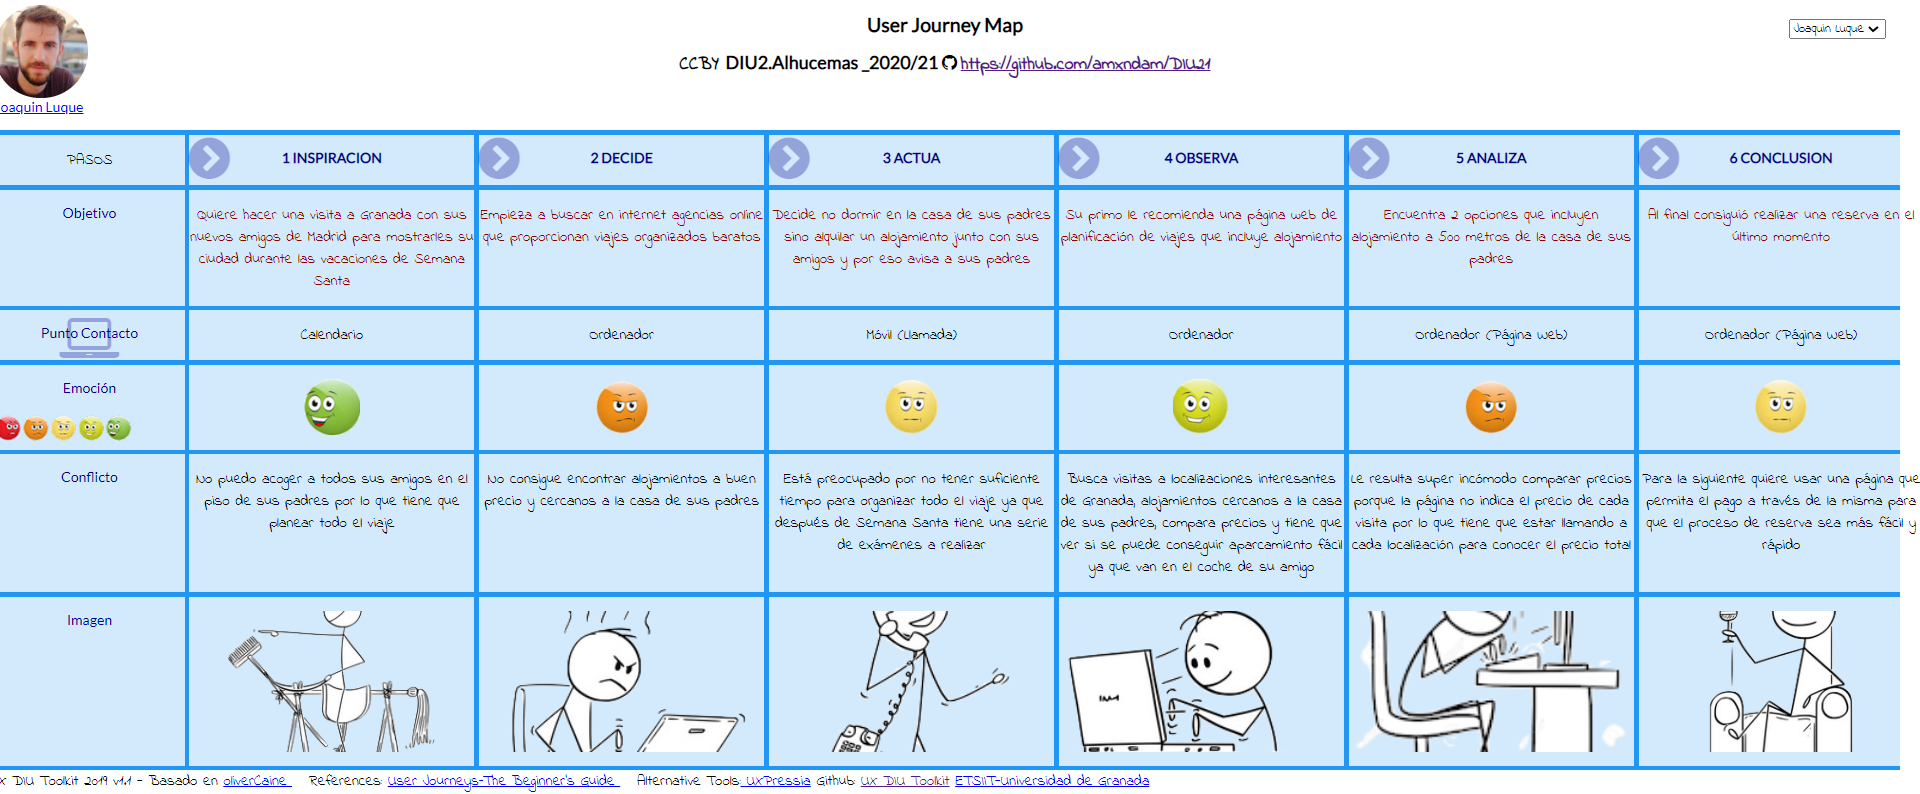 User Journey Map
Joaquin Luque
CCBY DIU2.Alhucemas_2020/21 https://github.com/amxndam/DIU21
oaquin Luque
PASOS
1 INSPIRACION
2 DECIDE
3 ACTUA
4 OBSERVA
5 ANALIZA
6 CONCLUSION
Objetivo
Quiere hacer una visita a Granada con sus
nuevos amigos de Madrid para mostrarles su
ciudad durante las vacaciones de Semana
Santa
Empieza a buscar en internet agencias online
que proporcionan viajes organizados baratos
Decide no dormir en la casa de sus padres
sino alquilar un alojamiento junto con sus
amigos y por eso avisa a sus padres
Su primo le recomienda una página web de
planificación de viajes que incluye alojamiento
Encuentra 2 opciones que incluyen
alojamiento a 500 metros de la casa de sus
padres
Al final consiguió realizar una reserva en el
último momento
Punto Contacto
Calendario
Ordenador
Móvil (Llamada)
Ordenador
Ordenador (Página web)
Ordenador (Página web)
Emoción
Conflicto
No puedo acoger a todos sus amigos en el
piso de sus padres por lo que tiene que
planear todo el viaje
No consigue encontrar alojamientos a buen
precio y cercanos a la casa de sus padres
Está preocupado por no tener suficiente
tiempo para organizar todo el viaje ya que
después de Semana Santa tiene una serie
de exámenes a realizar
Busca visitas a localizaciones interesantes
de Granada, alojamientos cercanos a la casa
de sus padres, compara precios y tiene que
ver si se puede conseguir aparcamiento fácil
ya que van en el coche de su amigo
Le resulta super incómodo comparar precios
porque la página no indica el precio de cada
visita por lo que tiene que estar llamando a
cada localización para conocer el precio total
Para la siguiente quiere usar una página que
permita el pago a través de la misma para
que el proceso de reserva sea más fácil y
rápido
Imagen
X DIU Toolkit 2019 v1.1 - Basado en oliverCaine References: User Journeys-The Beginner's Guide Alternative Tools: UXPressia Github: UX DIU Toolkit ETSIIT-Universidad de Granada